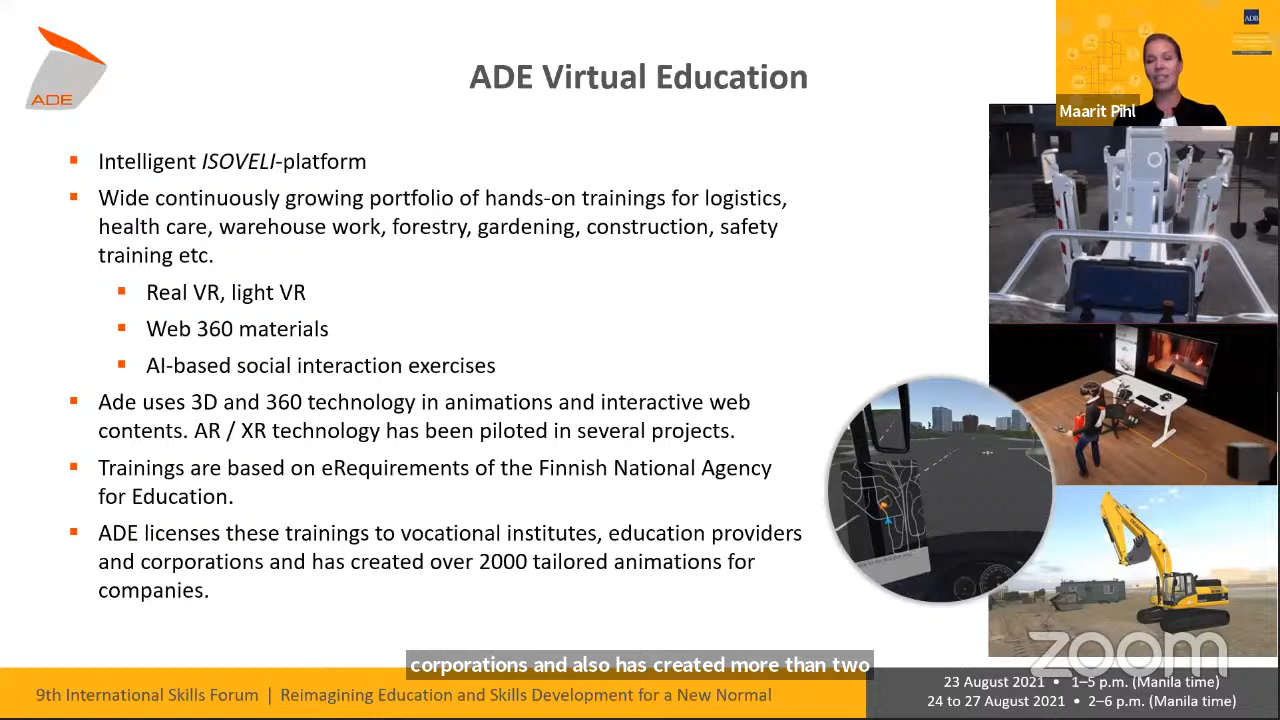 ADE
ADE Virtual Education
ADB
Maarit Pihl
Intelligent ISOVELI-platform
Wide continuously growing portfolio of hands-on trainings for logistics,
health care, warehouse work, forestry, gardening, construction, safety
training etc.
Real VR, light VR
Web 360 materials
AI-based social interaction exercises
Ade uses 3D and 360 technology in animations and interactive web
contents. AR / XR technology has been piloted in several projects.
Trainings are based on eRequirements of the Finnish National Agency
for Education.
ADE licenses these trainings to vocational institutes, education providers
and corporations and has created over 2000 tailored animations for
companies.
zoom
corporations and also has created more than two
9th International Skills Forum | Reimagining Education and Skills Development for a New Normal
23 August 2021 • 1–5 p.m. (Manila time)
24 to 27 August 2021 • 2–6 p.m. (Manila time)